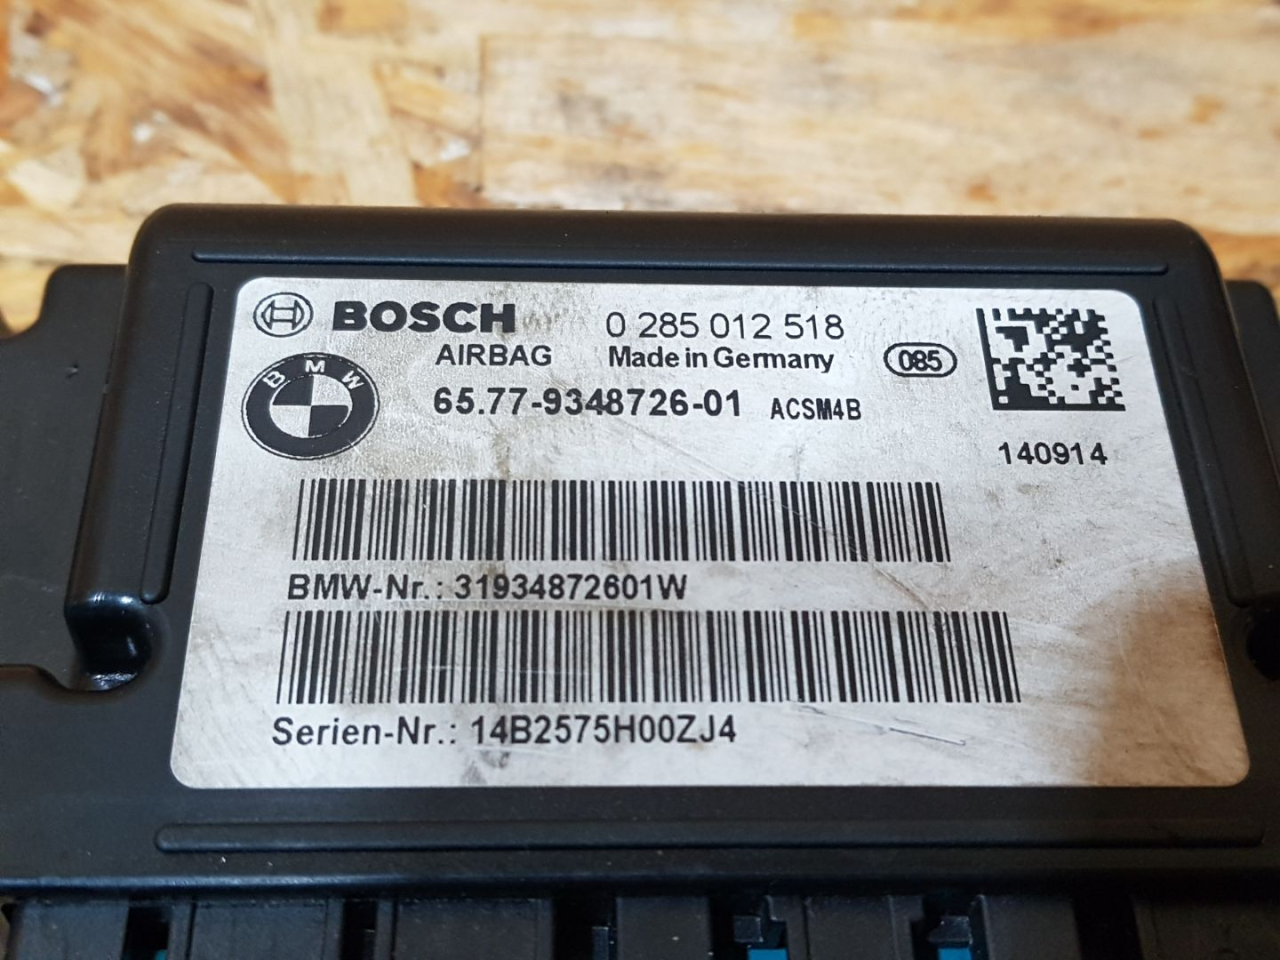 BOSCH 0 285 012 518
AIRBAG Made in Germany 085
BMW 65.77-9348726-01 ACSM4B
140914
BMW-Nr.: 31934872601W
Serien-Nr.: 14B2575H00ZJ4